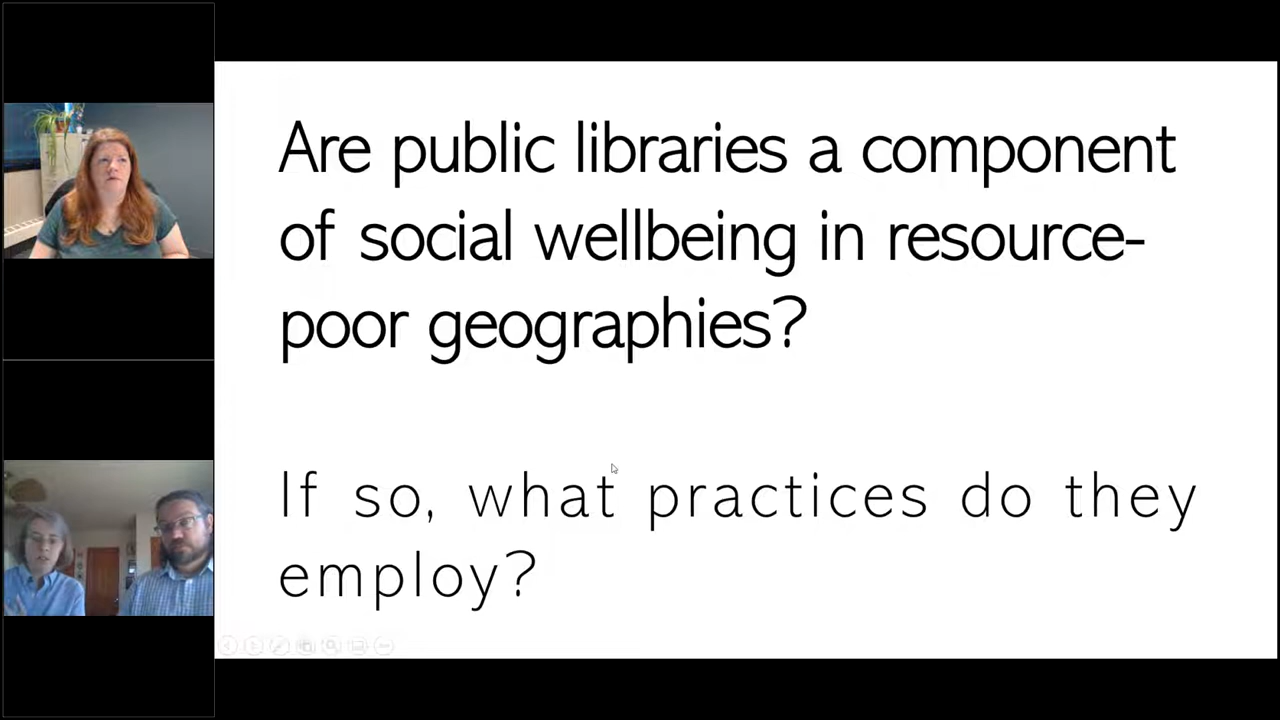 Are public libraries a component
of social wellbeing in resource-
poor geographies?
If so, what practices do they
employ?